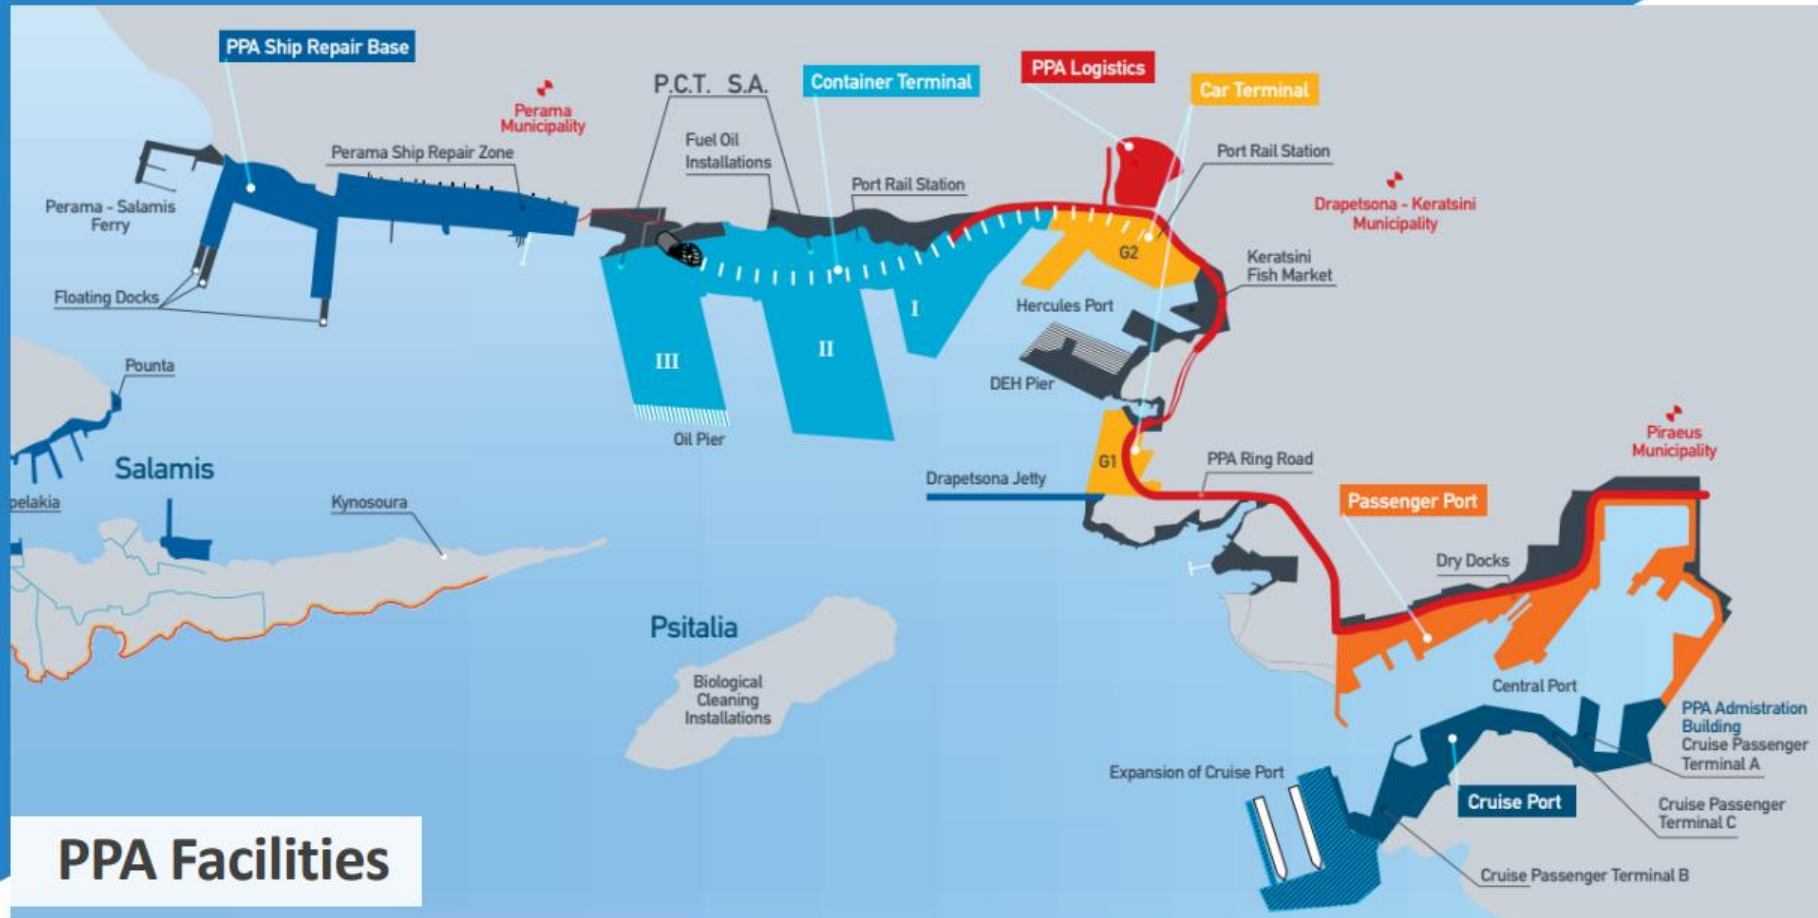 PPA Ship Repair Base
P.C.T. S.A.
Container Terminal
PPA Logistics
Car Terminal
Perama
Municipality
Perama Ship Repair Zone
Fuel Oil
Installations
Port Rail Station
Port Rail Station
Drapetsona - Keratsini
Municipality
Perama - Salamis
Ferry
Floating Docks
G2
Keratsini
Fish Market
Hercules Port
I
II
III
DEH Pier
Pounta
Oil Pier
Salamis
pelakia
Kynosoura
Drapetsona Jetty
G1
PPA Ring Road
Piraeus
Municipality
Passenger Port
Dry Docks
Psitalia
Biological
Cleaning
Installations
Central Port
PPA Admistration
Building
Cruise Passenger
Terminal A
Expansion of Cruise Port
Cruise Port
Cruise Passenger
Terminal C
Cruise Passenger Terminal B
PPA Facilities